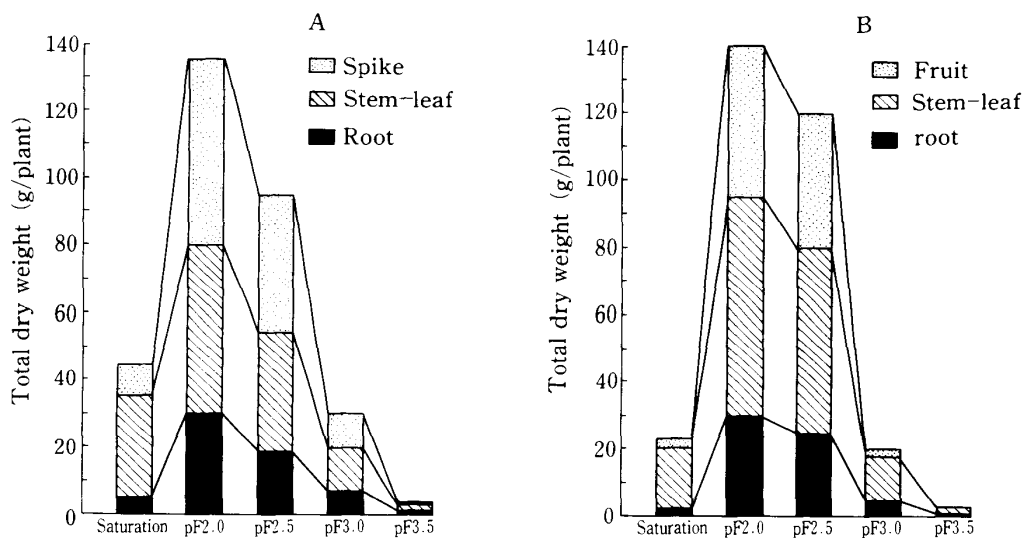 A
Total dry weight (g/plant)
140
120
100
80
60
40
20
0
Spike
Stem-leaf
Root
Saturation pF2.0 pF2.5 pF3.0 pF3.5
B
Total dry weight (g/plant)
140
120
100
80
60
40
20
0
Fruit
Stem-leaf
root
Saturation pF2.0 pF2.5 pF3.0 pF3.5